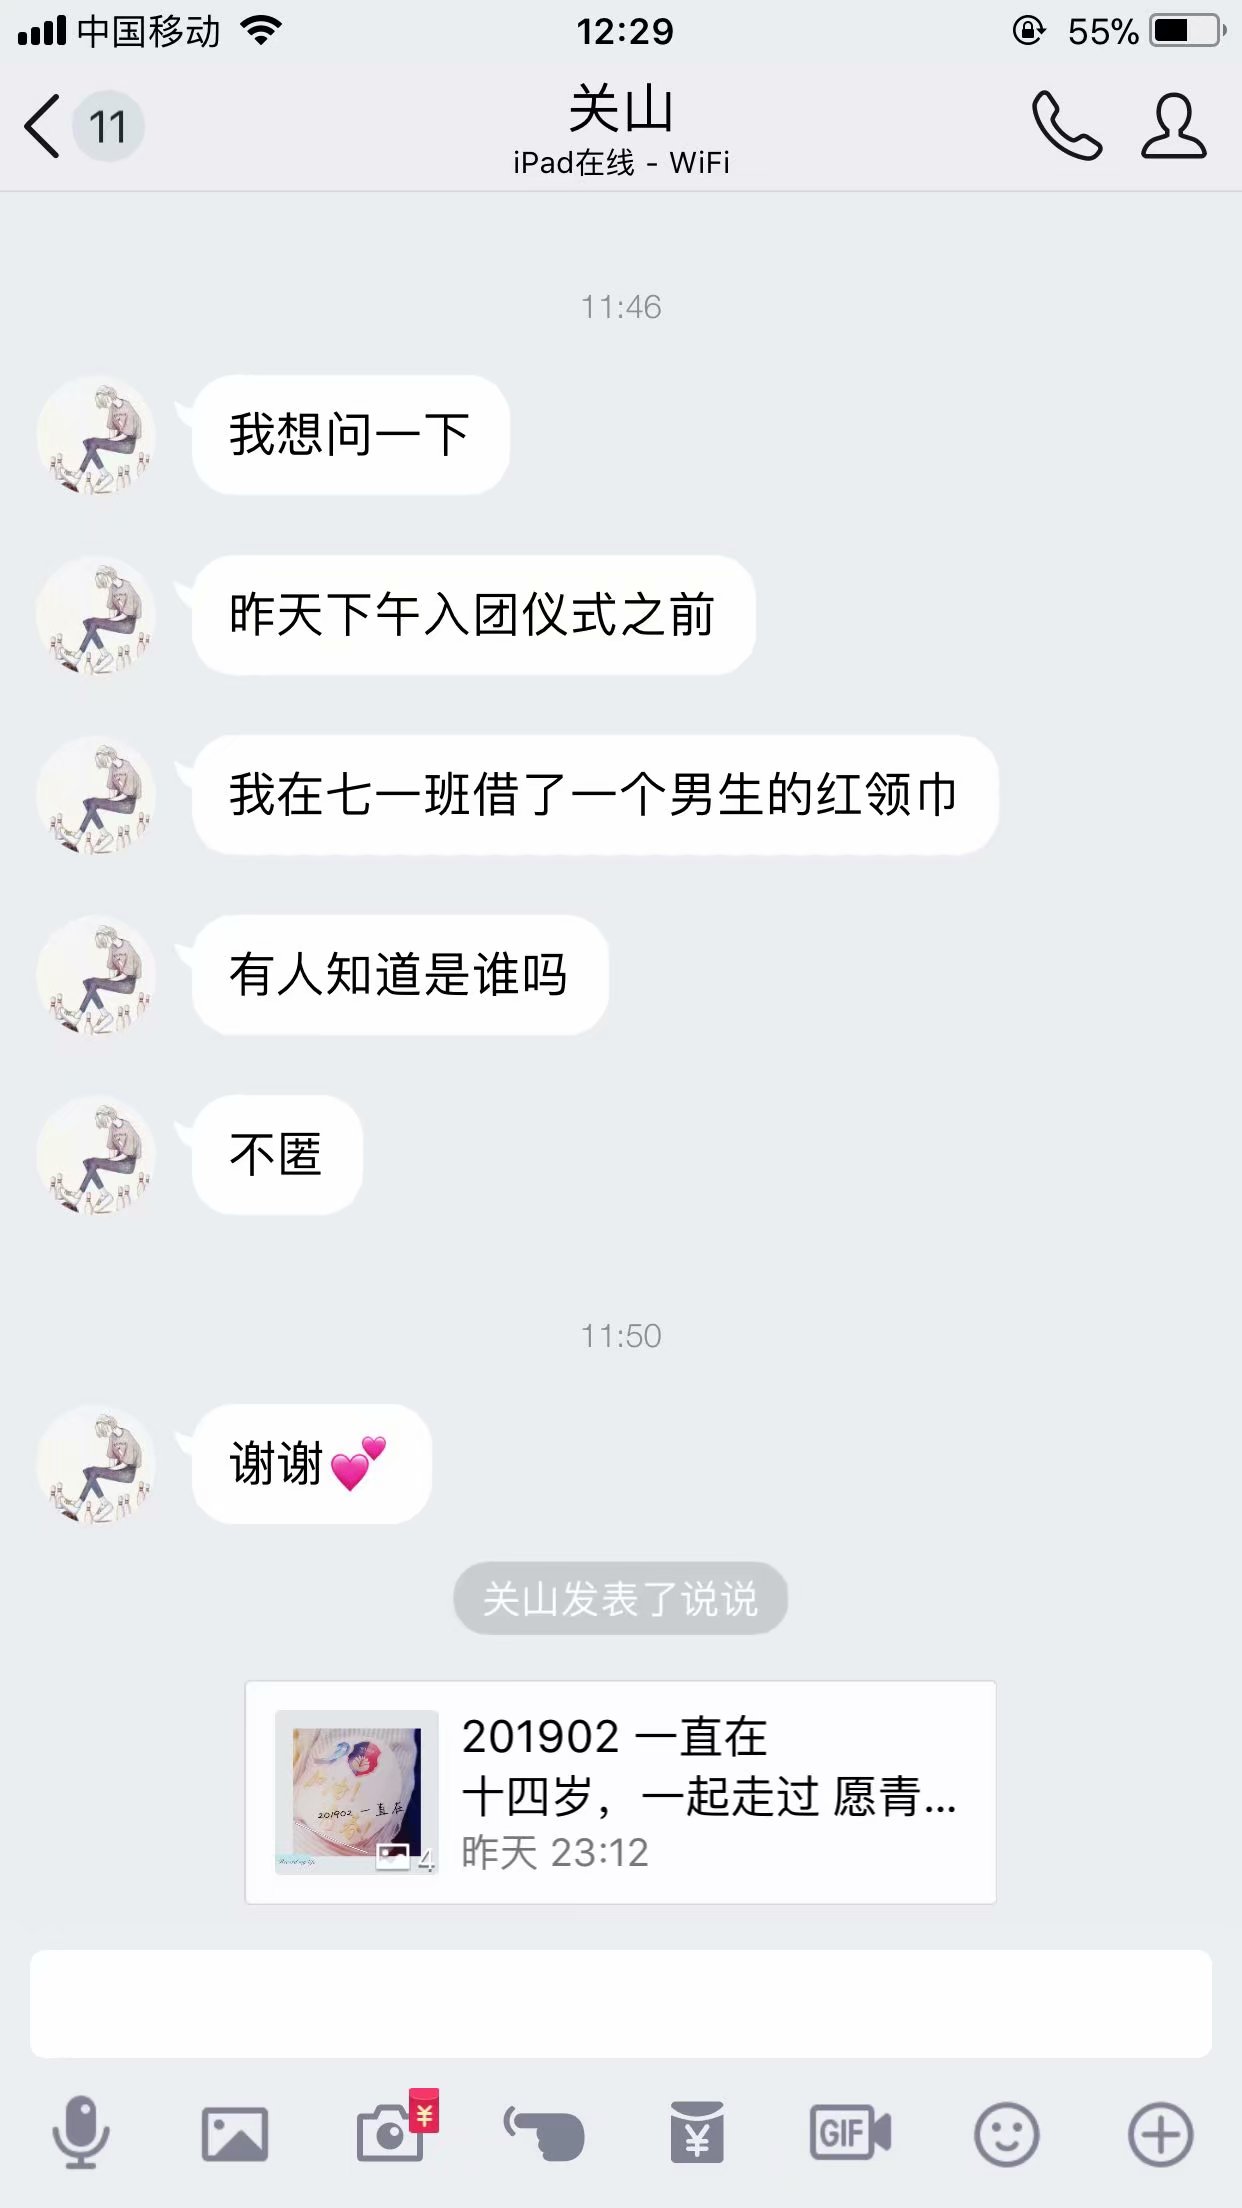 中国移动
12:29
55%
11
关山
iPad在线 - WiFi
11:46
我想问一下
昨天下午入团仪式之前
我在七一班借了一个男生的红领巾
有人知道是谁吗
不匿
11:50
谢谢💕
关山发表了说说
201902 一直在
201902 一直在
十四岁，一起走过 愿青...
4
昨天 23:12
¥
¥
GIF